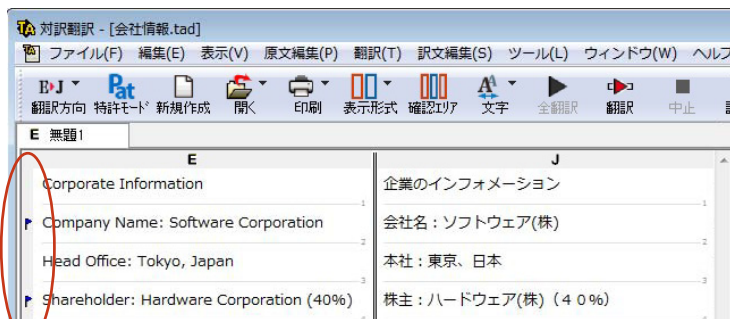 対訳翻訳 - [会社情報.tad]
ファイル(F) 編集(E) 表示(V) 原文編集(P) 翻訳(T) 訳文編集(S) ツール(L) ウィンドウ(W) ヘルプ
E▶J Pat A A
翻訳方向 特許モード 新規作成 開く 印刷 表示形式 確認エリア 文字 全翻訳 翻訳 中止
E 無題1
E J
Corporate Information 企業のインフォメーション
1 1
Company Name: Software Corporation 会社名：ソフトウェア(株)
2 2
Head Office: Tokyo, Japan 本社：東京、日本
3 3
Shareholder: Hardware Corporation (40%) 株主：ハードウェア(株)（４０%）